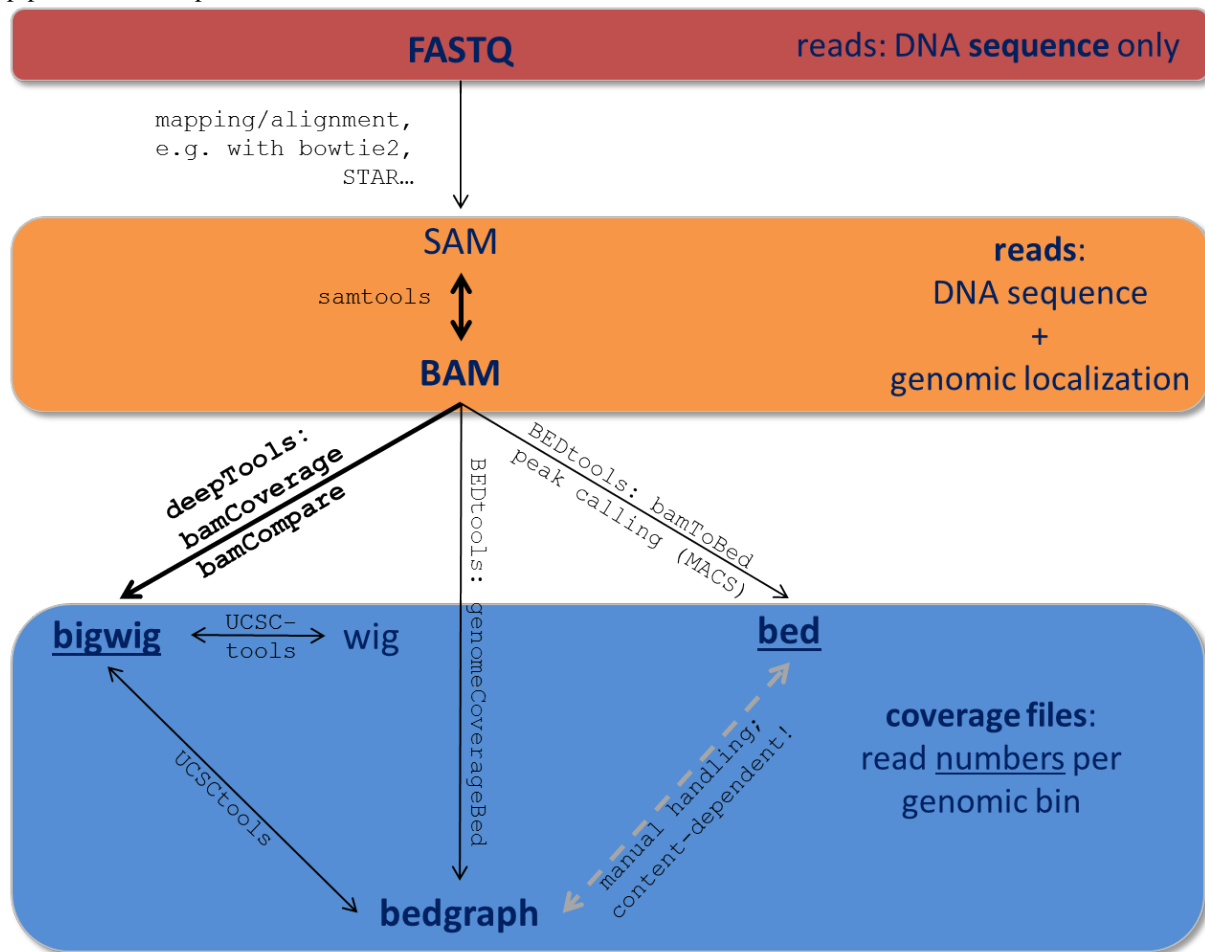 FASTQ
reads: DNA sequence only
mapping/alignment,
e.g. with bowtie2,
STAR…
SAM
samtools
BAM
reads:
DNA sequence
+
genomic localization
deepTools:
bamCoverage
bamCompare
BEDtools: genomeCoverageBed
BEDtools: bamToBed
peak calling (MACS)
bigwig
UCSC-
tools
wig
bed
UCSCtools
manual handling;
content-dependent!
coverage files:
read numbers per
genomic bin
bedgraph